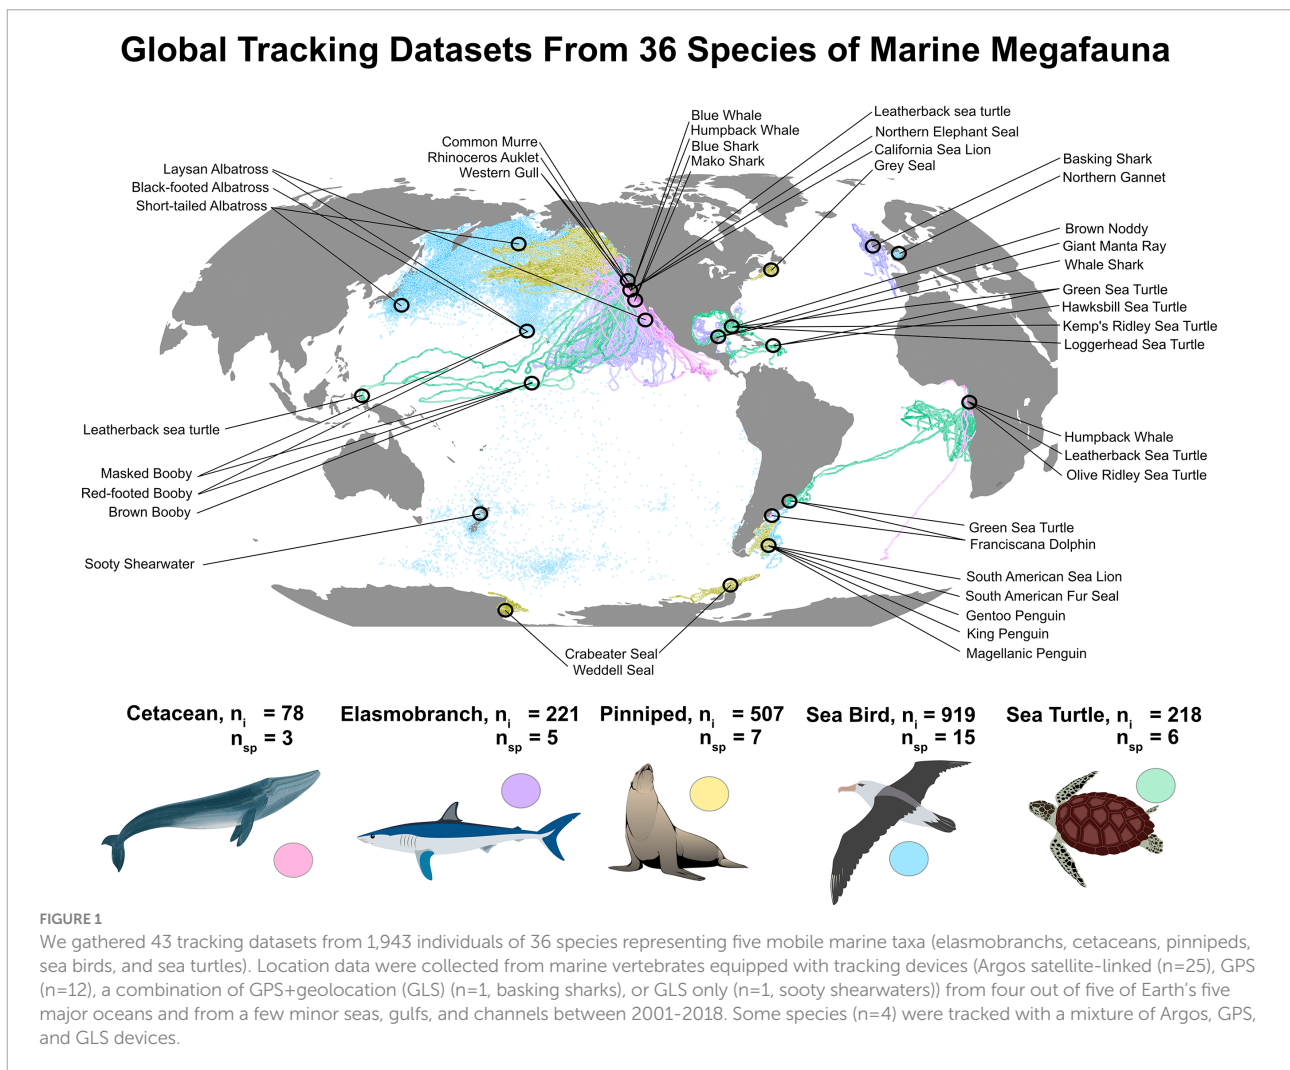 Global Tracking Datasets From 36 Species of Marine Megafauna
Laysan Albatross
Black-footed Albatross
Short-tailed Albatross
Common Murre
Rhinoceros Auklet
Western Gull
Blue Whale
Humpback Whale
Blue Shark
Mako Shark
Leatherback sea turtle
Northern Elephant Seal
California Sea Lion
Grey Seal
Basking Shark
Northern Gannet
Brown Noddy
Giant Manta Ray
Whale Shark
Green Sea Turtle
Hawksbill Sea Turtle
Kemp's Ridley Sea Turtle
Loggerhead Sea Turtle
Leatherback sea turtle
Masked Booby
Red-footed Booby
Brown Booby
Sooty Shearwater
Humpback Whale
Leatherback Sea Turtle
Olive Ridley Sea Turtle
Green Sea Turtle
Franciscana Dolphin
South American Sea Lion
South American Fur Seal
Gentoo Penguin
King Penguin
Magellanic Penguin
Crabeater Seal
Weddell Seal
Cetacean, ni = 78
nsp = 3
Elasmobranch, ni = 221
nsp = 5
Pinniped, ni = 507
nsp = 7
Sea Bird, ni = 919
nsp = 15
Sea Turtle, ni = 218
nsp = 6
FIGURE 1
We gathered 43 tracking datasets from 1,943 individuals of 36 species representing five mobile marine taxa (elasmobranchs, cetaceans, pinnipeds,
sea birds, and sea turtles). Location data were collected from marine vertebrates equipped with tracking devices (Argos satellite-linked (n=25), GPS
(n=12), a combination of GPS+geolocation (GLS) (n=1, basking sharks), or GLS only (n=1, sooty shearwaters)) from four out of five of Earth's five
major oceans and from a few minor seas, gulfs, and channels between 2001-2018. Some species (n=4) were tracked with a mixture of Argos, GPS,
and GLS devices.